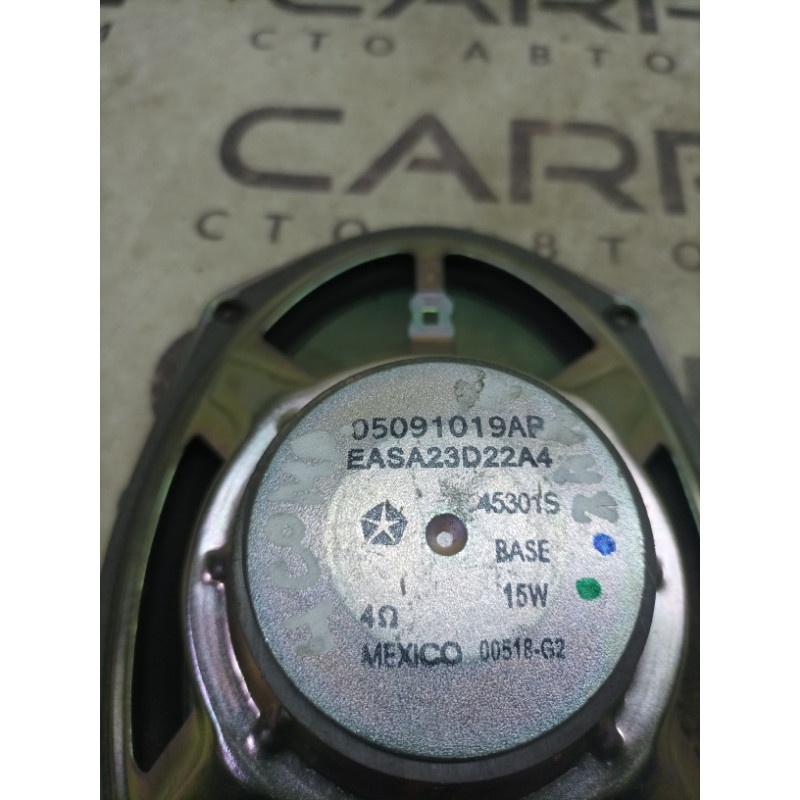 CARP
СТО АВТО
CARP
СТО АВТО
05091019AP
EASA23D22A4
45301S
BASE
15W
4Ω
MEXICO 00518-G2